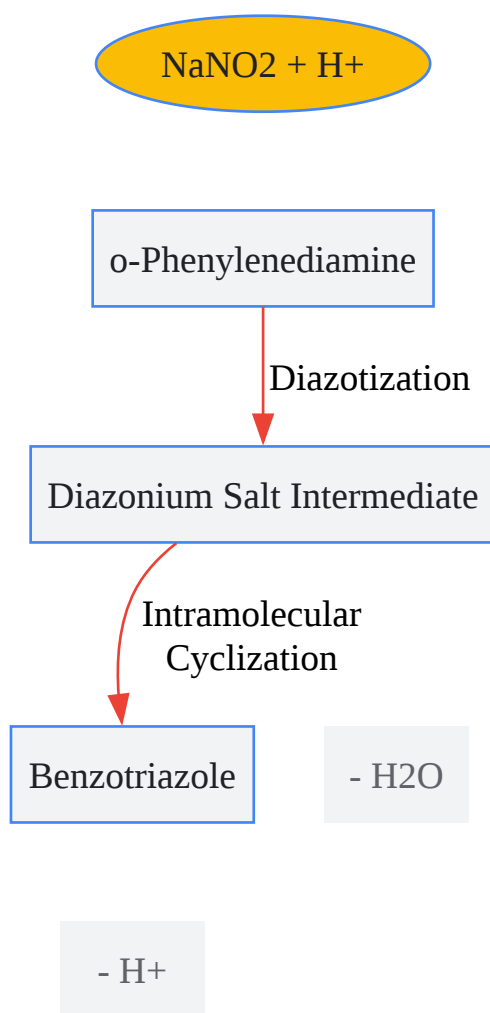 NaNO2 + H+
o-Phenylenediamine
Diazotization
Diazonium Salt Intermediate
Intramolecular
Cyclization
Benzotriazole
- H2O
- H+